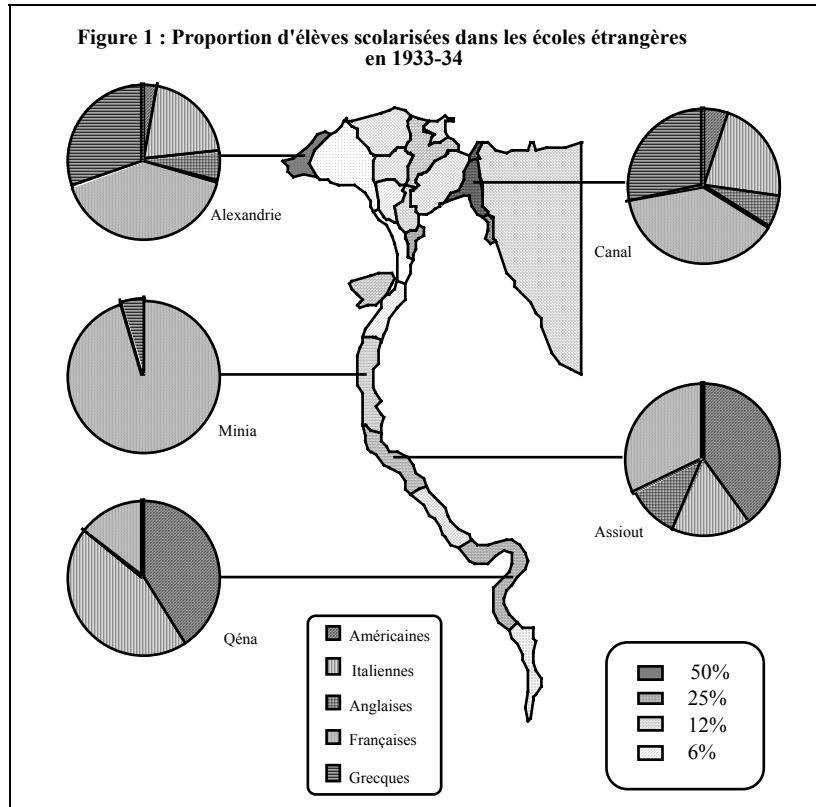 Figure 1 : Proportion d'élèves scolarisées dans les écoles étrangères
en 1933-34
Alexandrie
Canal
Minia
Assiout
Qéna
Américaines
Italiennes
Anglaises
Françaises
Grecques
50%
25%
12%
6%